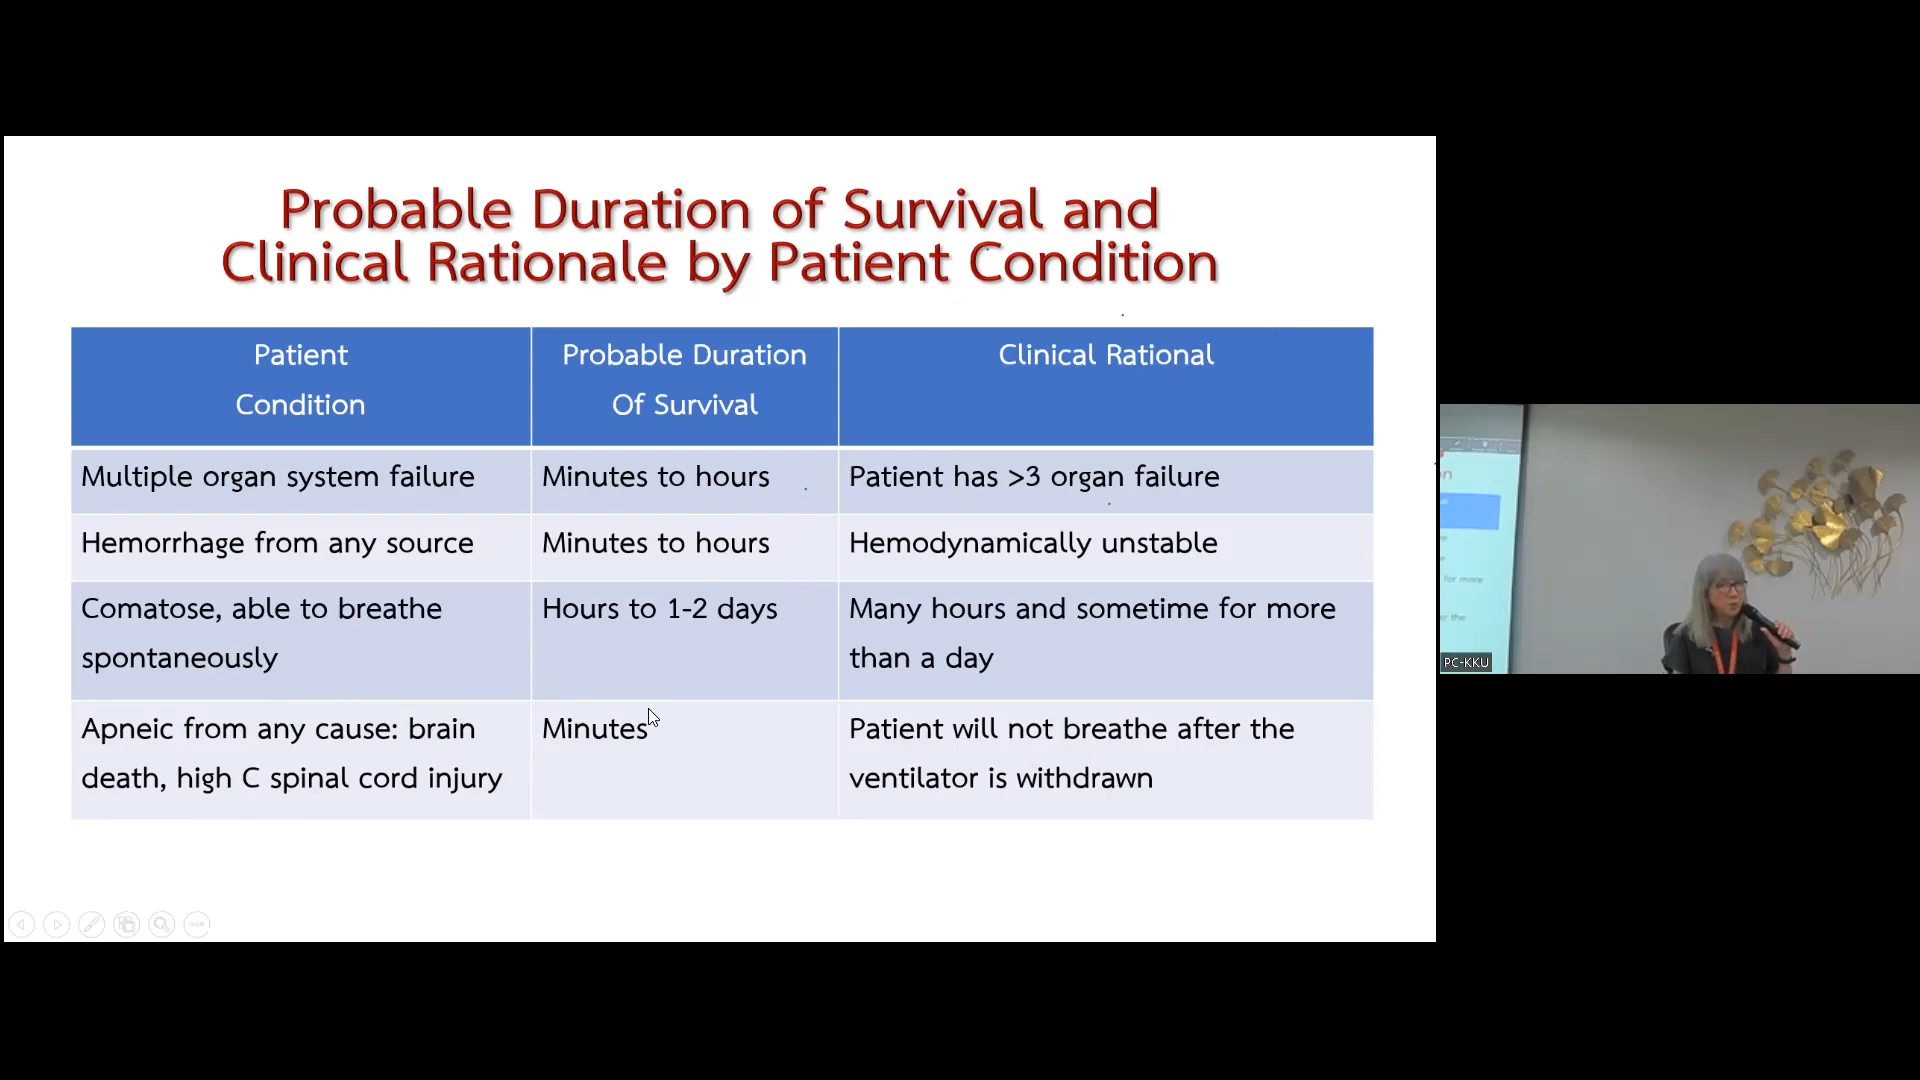 Probable Duration of Survival and
Clinical Rationale by Patient Condition
Patient
Condition
Probable Duration
Of Survival
Clinical Rational
Multiple organ system failure
Minutes to hours
Patient has >3 organ failure
Hemorrhage from any source
Minutes to hours
Hemodynamically unstable
Comatose, able to breathe
spontaneously
Hours to 1-2 days
Many hours and sometime for more
than a day
Apneic from any cause: brain
death, high C spinal cord injury
Minutes
Patient will not breathe after the
ventilator is withdrawn
for more
the
PC-KKU